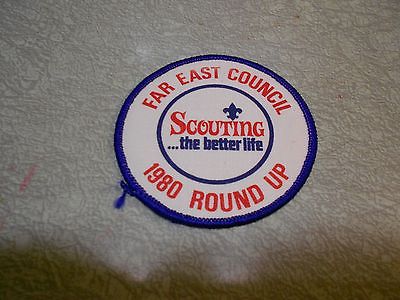 FAR EAST COUNCIL
SCOUTING
...the better life
1980 ROUND UP